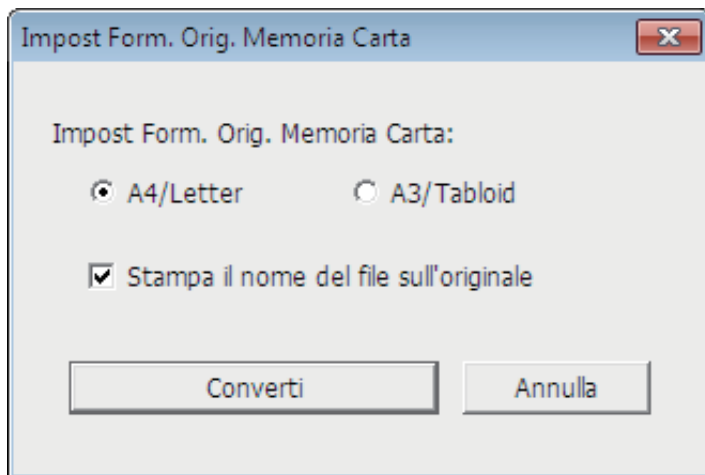 Impost Form. Orig. Memoria Carta
Impost Form. Orig. Memoria Carta:
A4/Letter A3/Tabloid
Stampa il nome del file sull'originale
Converti Annulla